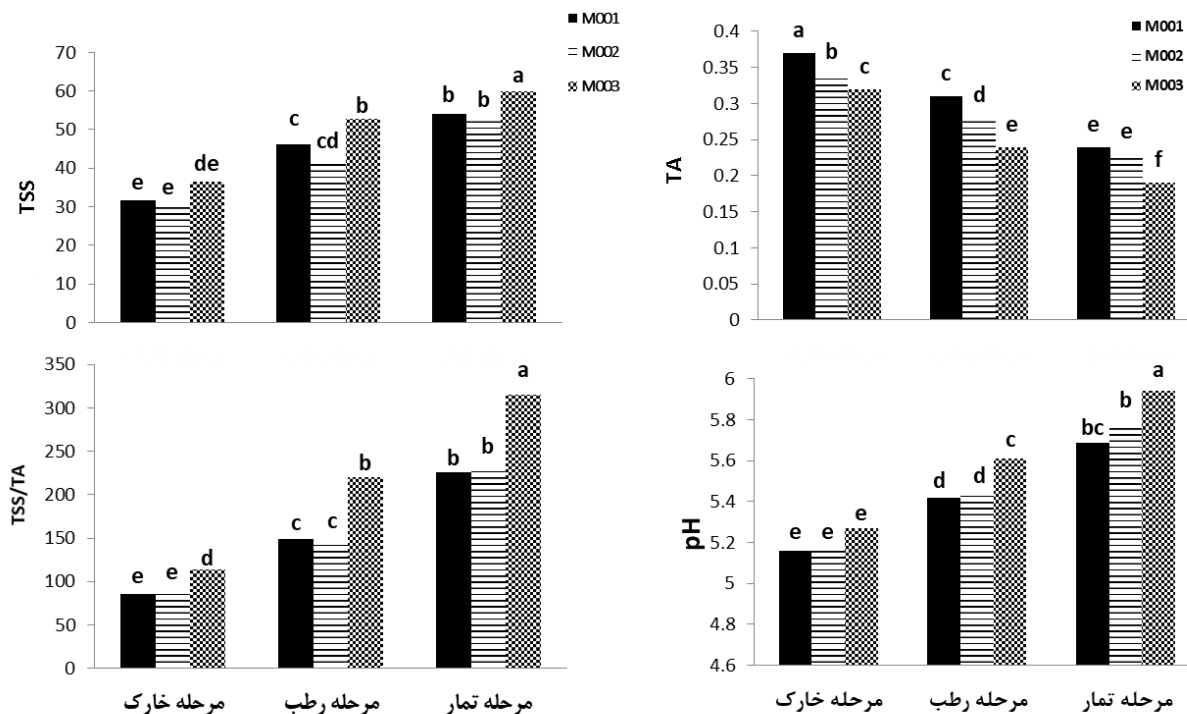 M001
M002
M003
TSS
70
60
50
40
30
20
10
0
e e de
c cd b
b b a
M001
M002
M003
TA
0.4
0.35
0.3
0.25
0.2
0.15
0.1
0.05
0
a b c
c d e
e e f
TSS/TA
350
300
250
200
150
100
50
0
e e d
c c b
b b a
مرحله خارک
مرحله رطب
مرحله تمار
pH
6
5.8
5.6
5.4
5.2
5
4.8
4.6
e e e
d d c
bc b a
مرحله خارک
مرحله رطب
مرحله تمار